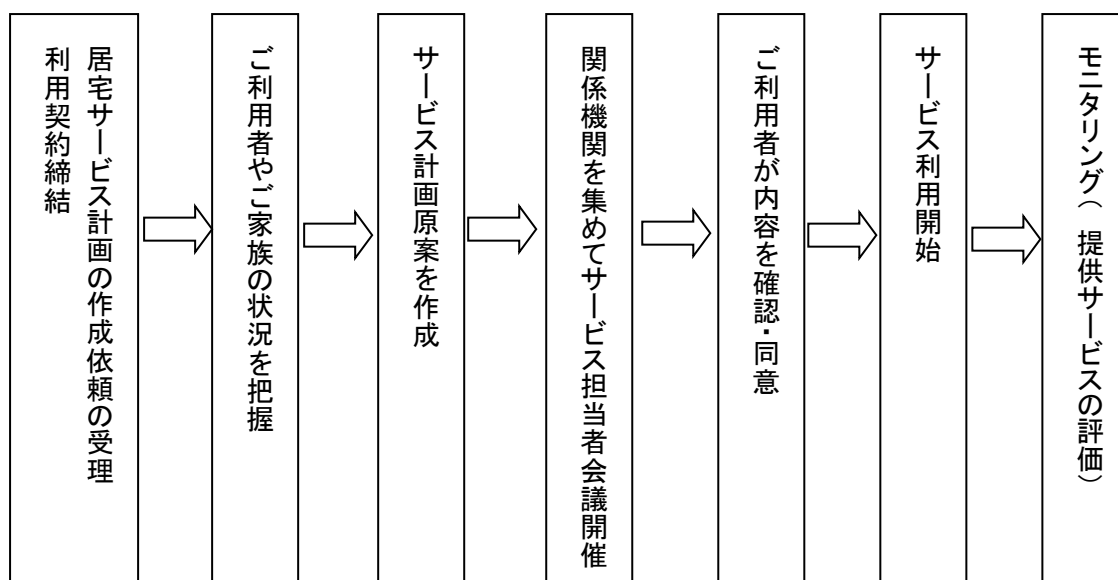 居宅サービス計画の作成依頼の受理
利用契約締結
ご利用者やご家族の状況を把握
サービス計画原案を作成
関係機関を集めてサービス担当者会議開催
ご利用者が内容を確認・同意
サービス利用開始
モニタリング（ 提供サービスの評価）